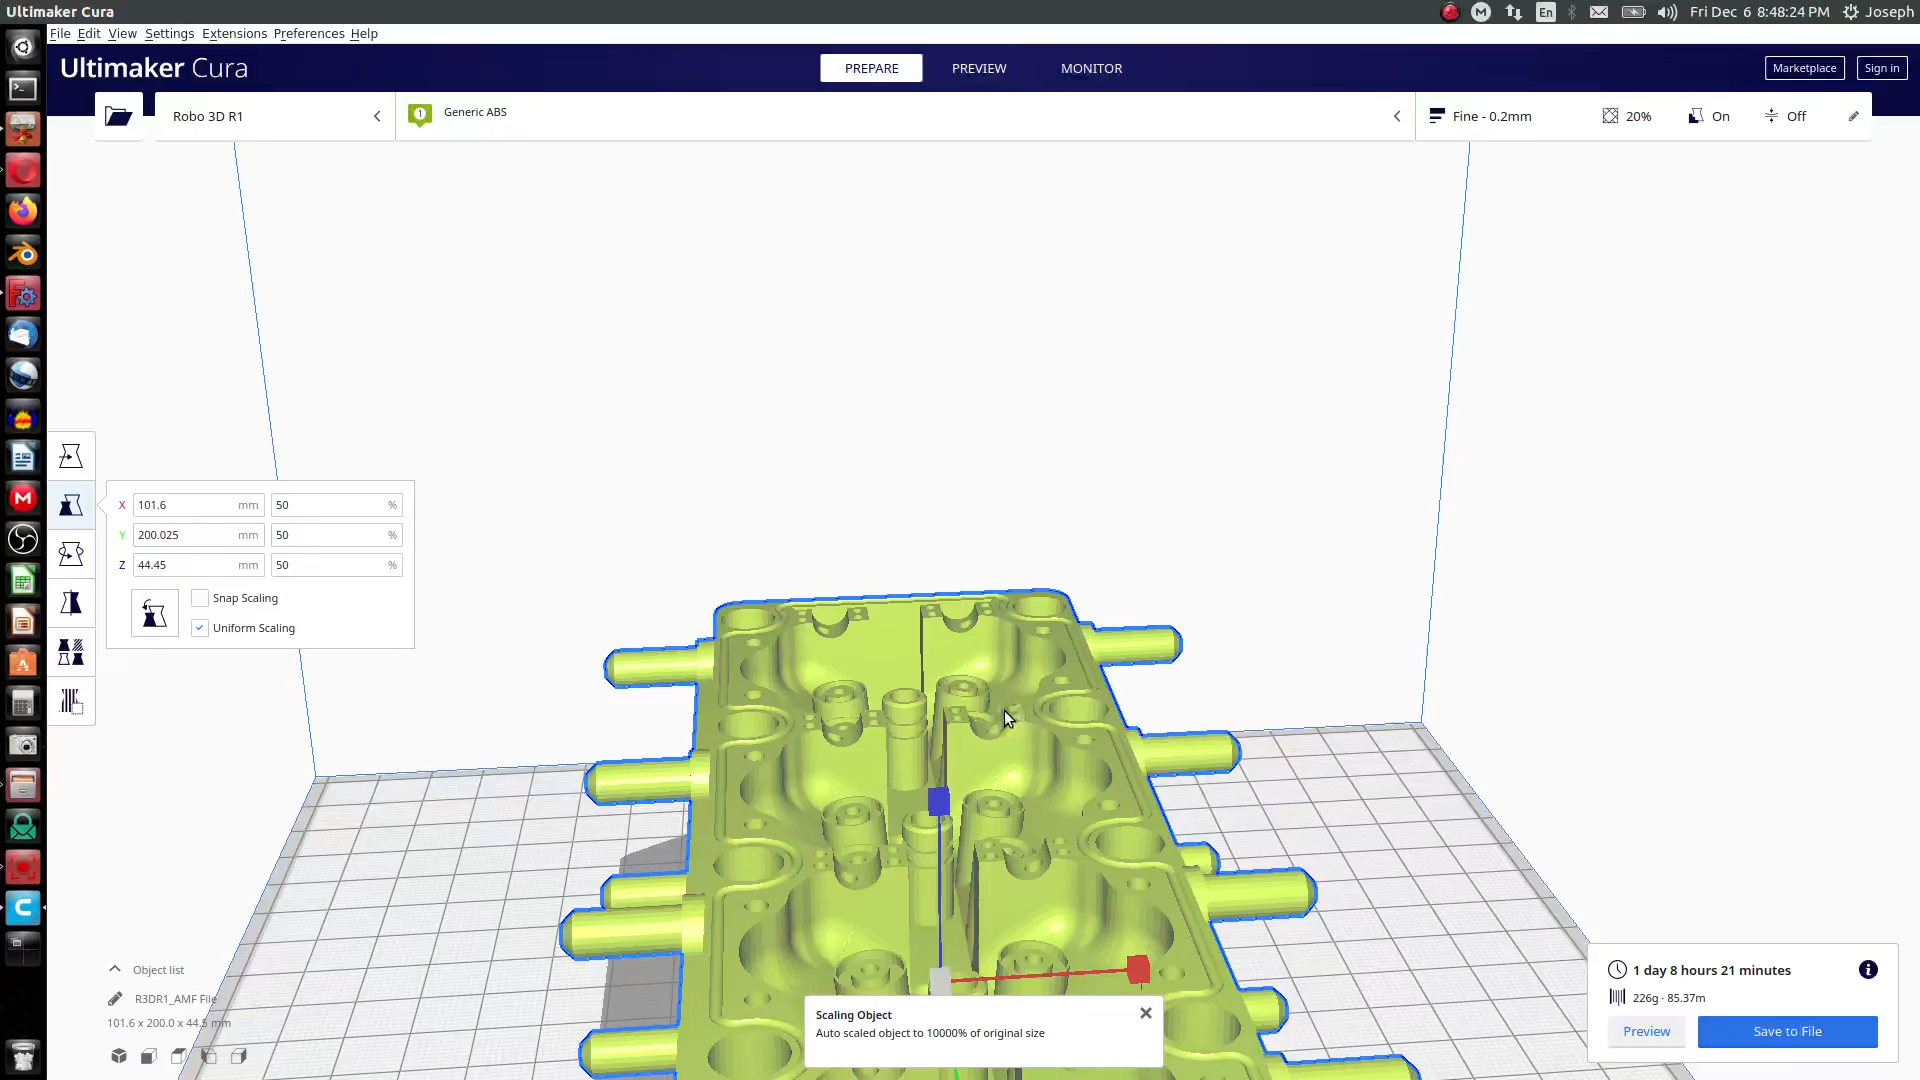 Ultimaker Cura
En
Fri Dec 6 8:48:24 PM
Joseph
File Edit View Settings Extensions Preferences Help
Ultimaker Cura
PREPARE
PREVIEW
MONITOR
Marketplace
Sign in
Robo 3D R1
1
Generic ABS
Fine - 0.2mm
20%
On
Off
X 101.6 mm 50 %
Y 200.025 mm 50 %
Z 44.45 mm 50 %
Snap Scaling
Uniform Scaling
Object list
R3DR1_AMF File
101.6 x 200.0 x 44.5 mm
Scaling Object
Auto scaled object to 10000% of original size
1 day 8 hours 21 minutes
226g · 85.37m
Preview
Save to File